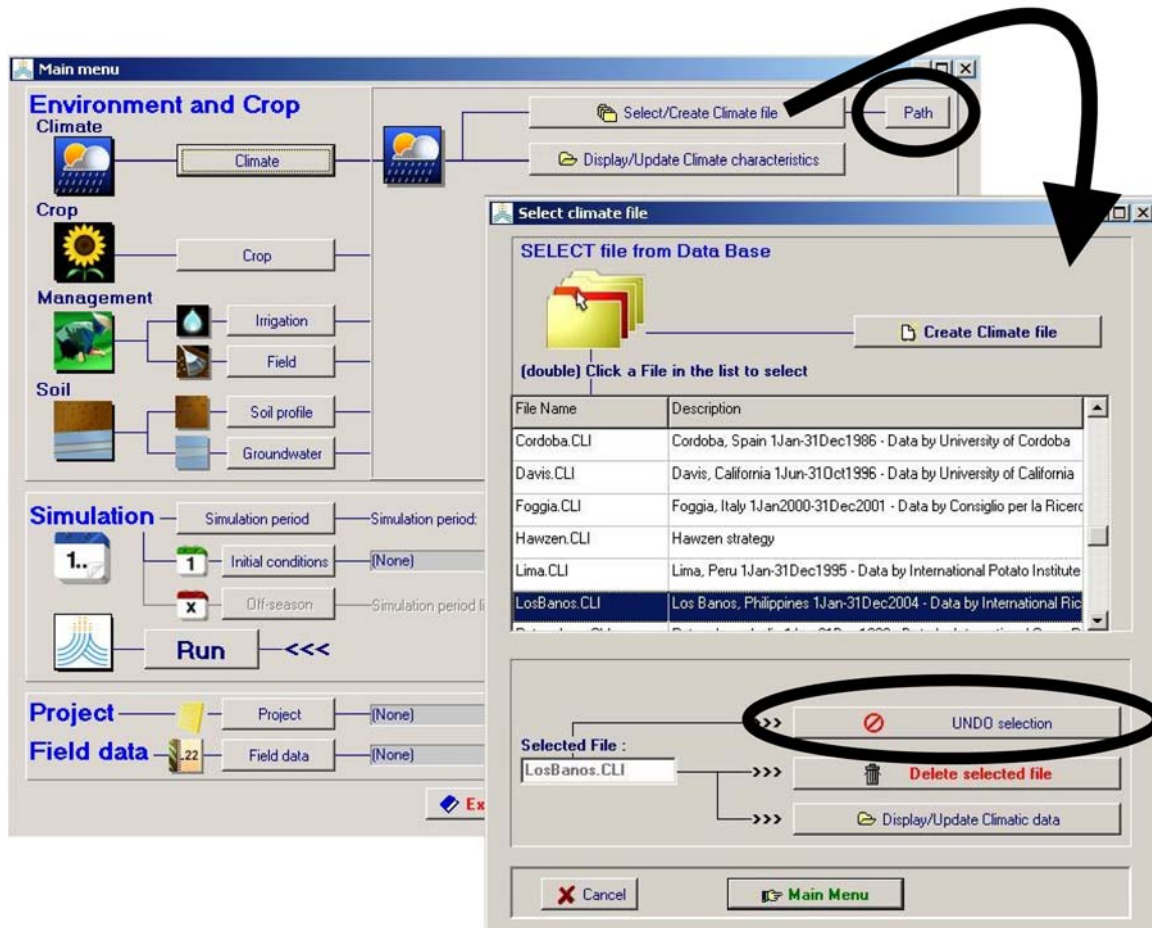 Main menu
Environment and Crop
Climate
Climate
Select/Create Climate file
Path
Display/Update Climate characteristics
Crop
Crop
Management
Irrigation
Field
Soil
Soil profile
Groundwater
Simulation
Simulation period
Simulation period:
1..
1
Initial conditions
(None)
x
Off-season
Run
<<<
Project
Project
(None)
Field data
.22
Field data
(None)
Select climate file
SELECT file from Data Base
Create Climate file
(double) Click a File in the list to select
File Name Description
Cordoba.CLI Cordoba, Spain 1Jan-31Dec1986 - Data by University of Cordoba
Davis.CLI Davis, California 1Jun-31Oct1996 - Data by University of California
Foggia.CLI Foggia, Italy 1Jan2000-31Dec2001 - Data by Consiglio per la Ricerc
Hawzen.CLI Hawzen strategy
Lima.CLI Lima, Peru 1Jan-31Dec1995 - Data by International Potato Institute
LosBanos.CLI Los Banos, Philippines 1Jan-31Dec2004 - Data by International Ric
>>> UNDO selection
Selected File :
LosBanos.CLI
>>> Delete selected file
>>> Display/Update Climatic data
Cancel
Main Menu